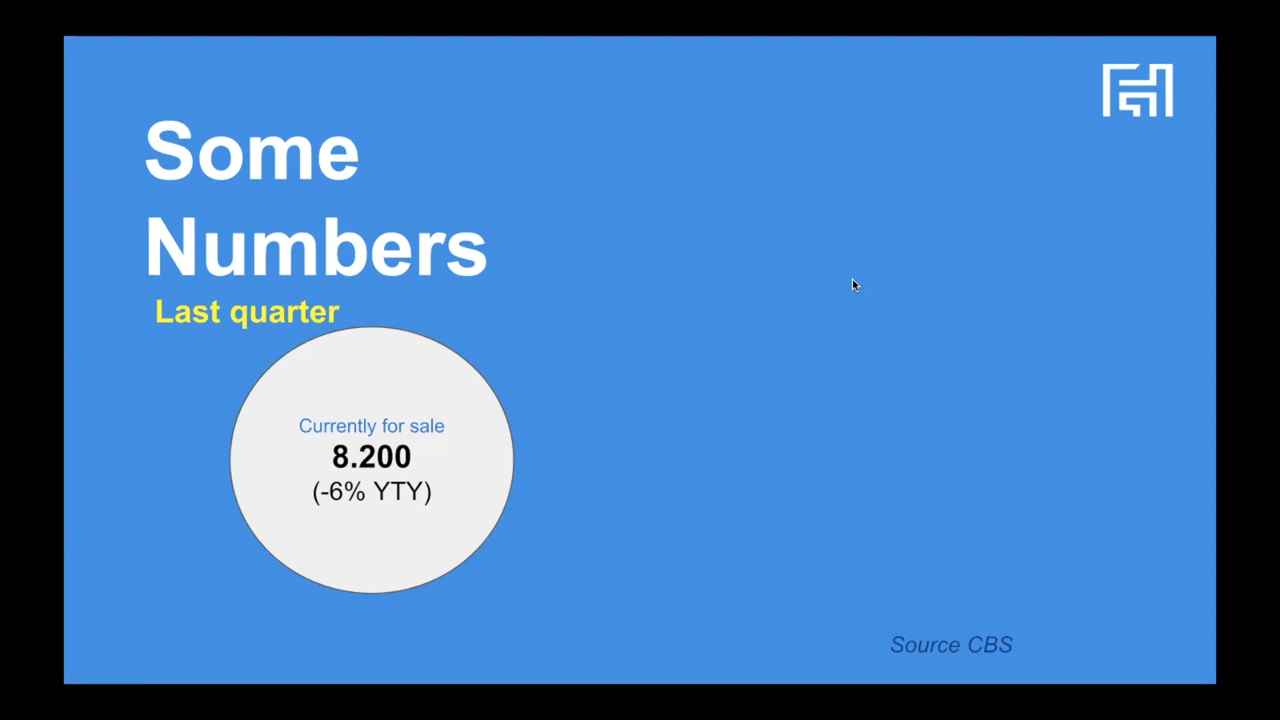 Some
Numbers
Last quarter
Currently for sale
8.200
(-6% YTY)
Source CBS